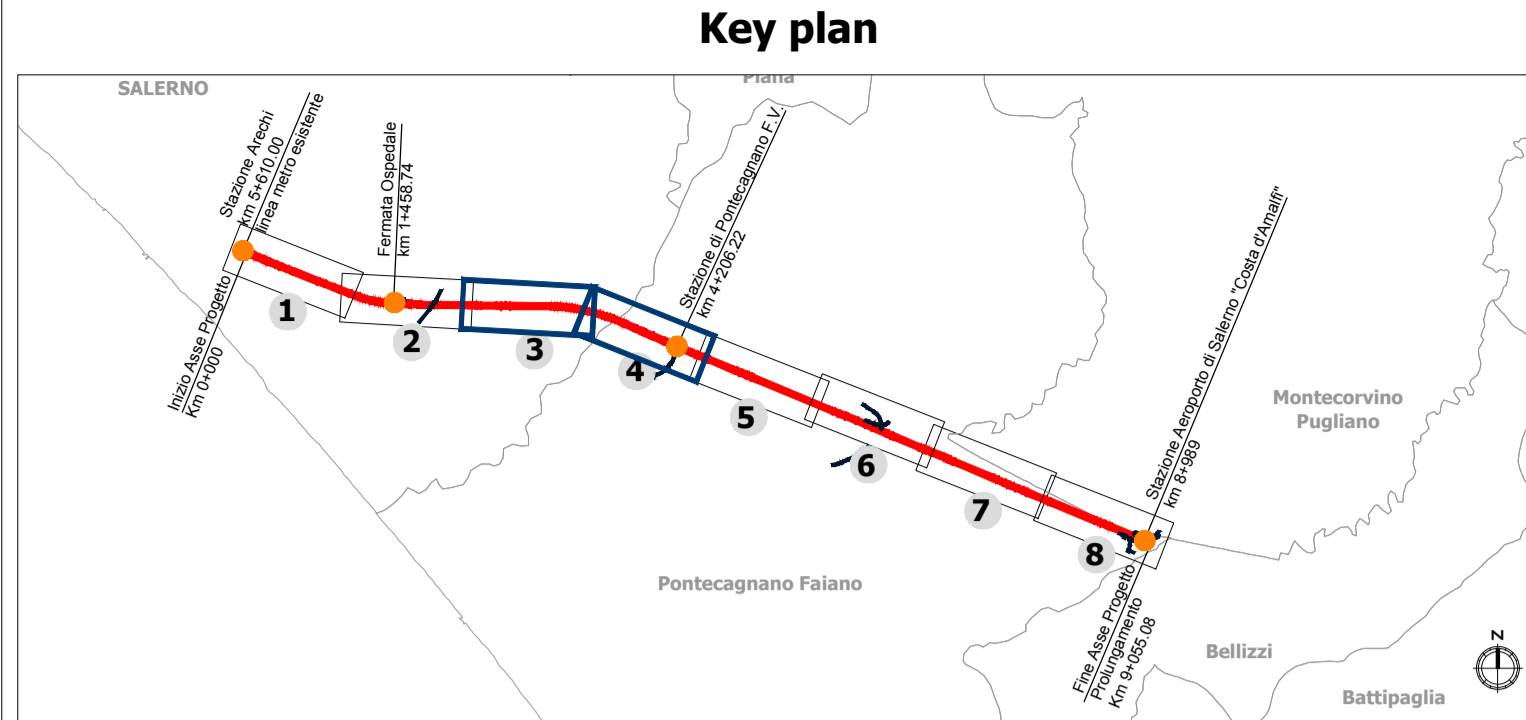 Key plan
SALERNO
Piana
Stazione Arechi
km 5+610.00
linea metro esistente
Fermata Ospedale
km 1+458.74
Stazione di Pontecagnano F.V.
km 4+206.22
Stazione Aeroporto di Salerno "Costa d'Amalfi"
km 8+989
Inizio Asse Progetto
Km 0+000
1
2
3
4
5
6
7
8
Montecorvino
Pugliano
Pontecagnano Faiano
Fine Asse Progetto
Prolungamento
Km 9+055.08
Bellizzi
Battipaglia
N